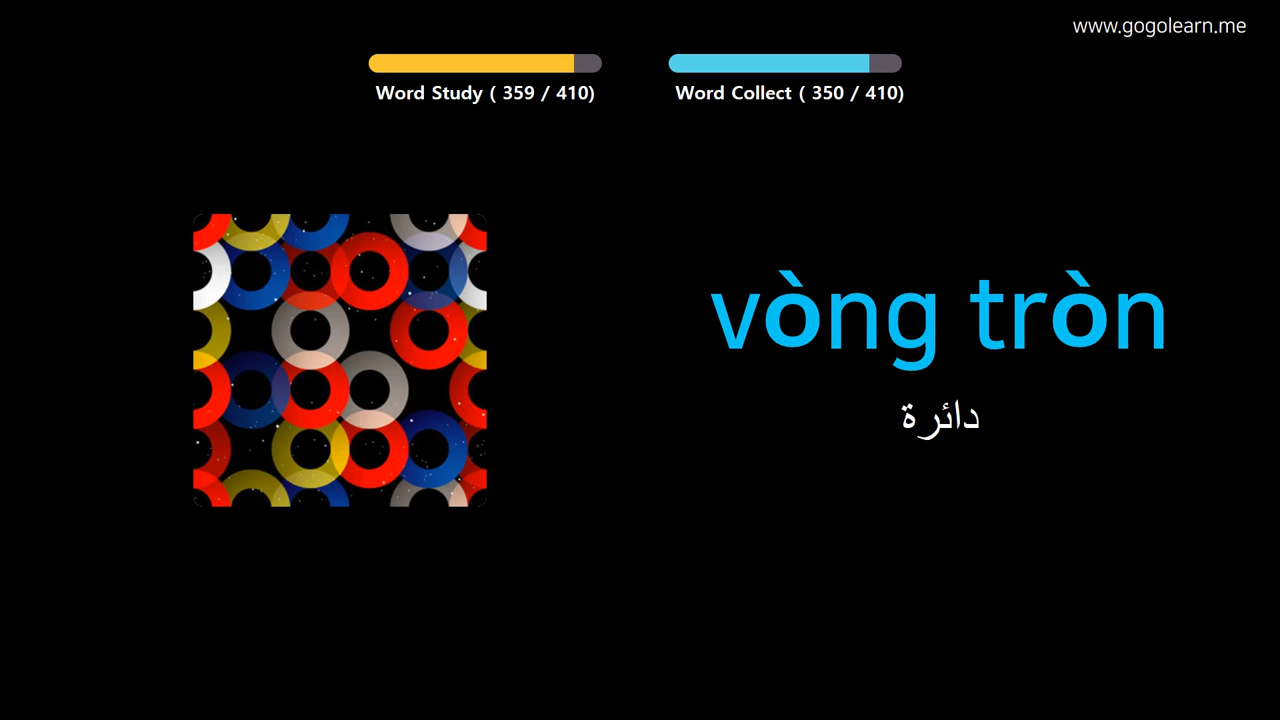 www.gogolearn.me
Word Study ( 359 / 410)
Word Collect ( 350 / 410)
vòng tròn
دائرة